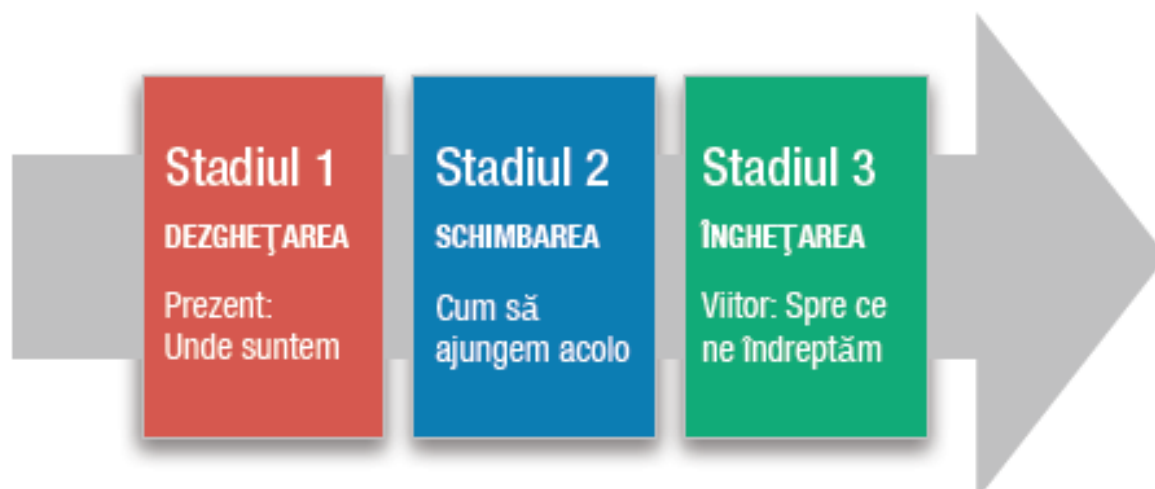 Stadiul 1
DEZGHEŢAREA
Prezent:
Unde suntem
Stadiul 2
SCHIMBAREA
Cum să
ajungem acolo
Stadiul 3
ÎNGHEŢAREA
Viitor: Spre ce
ne îndreptăm